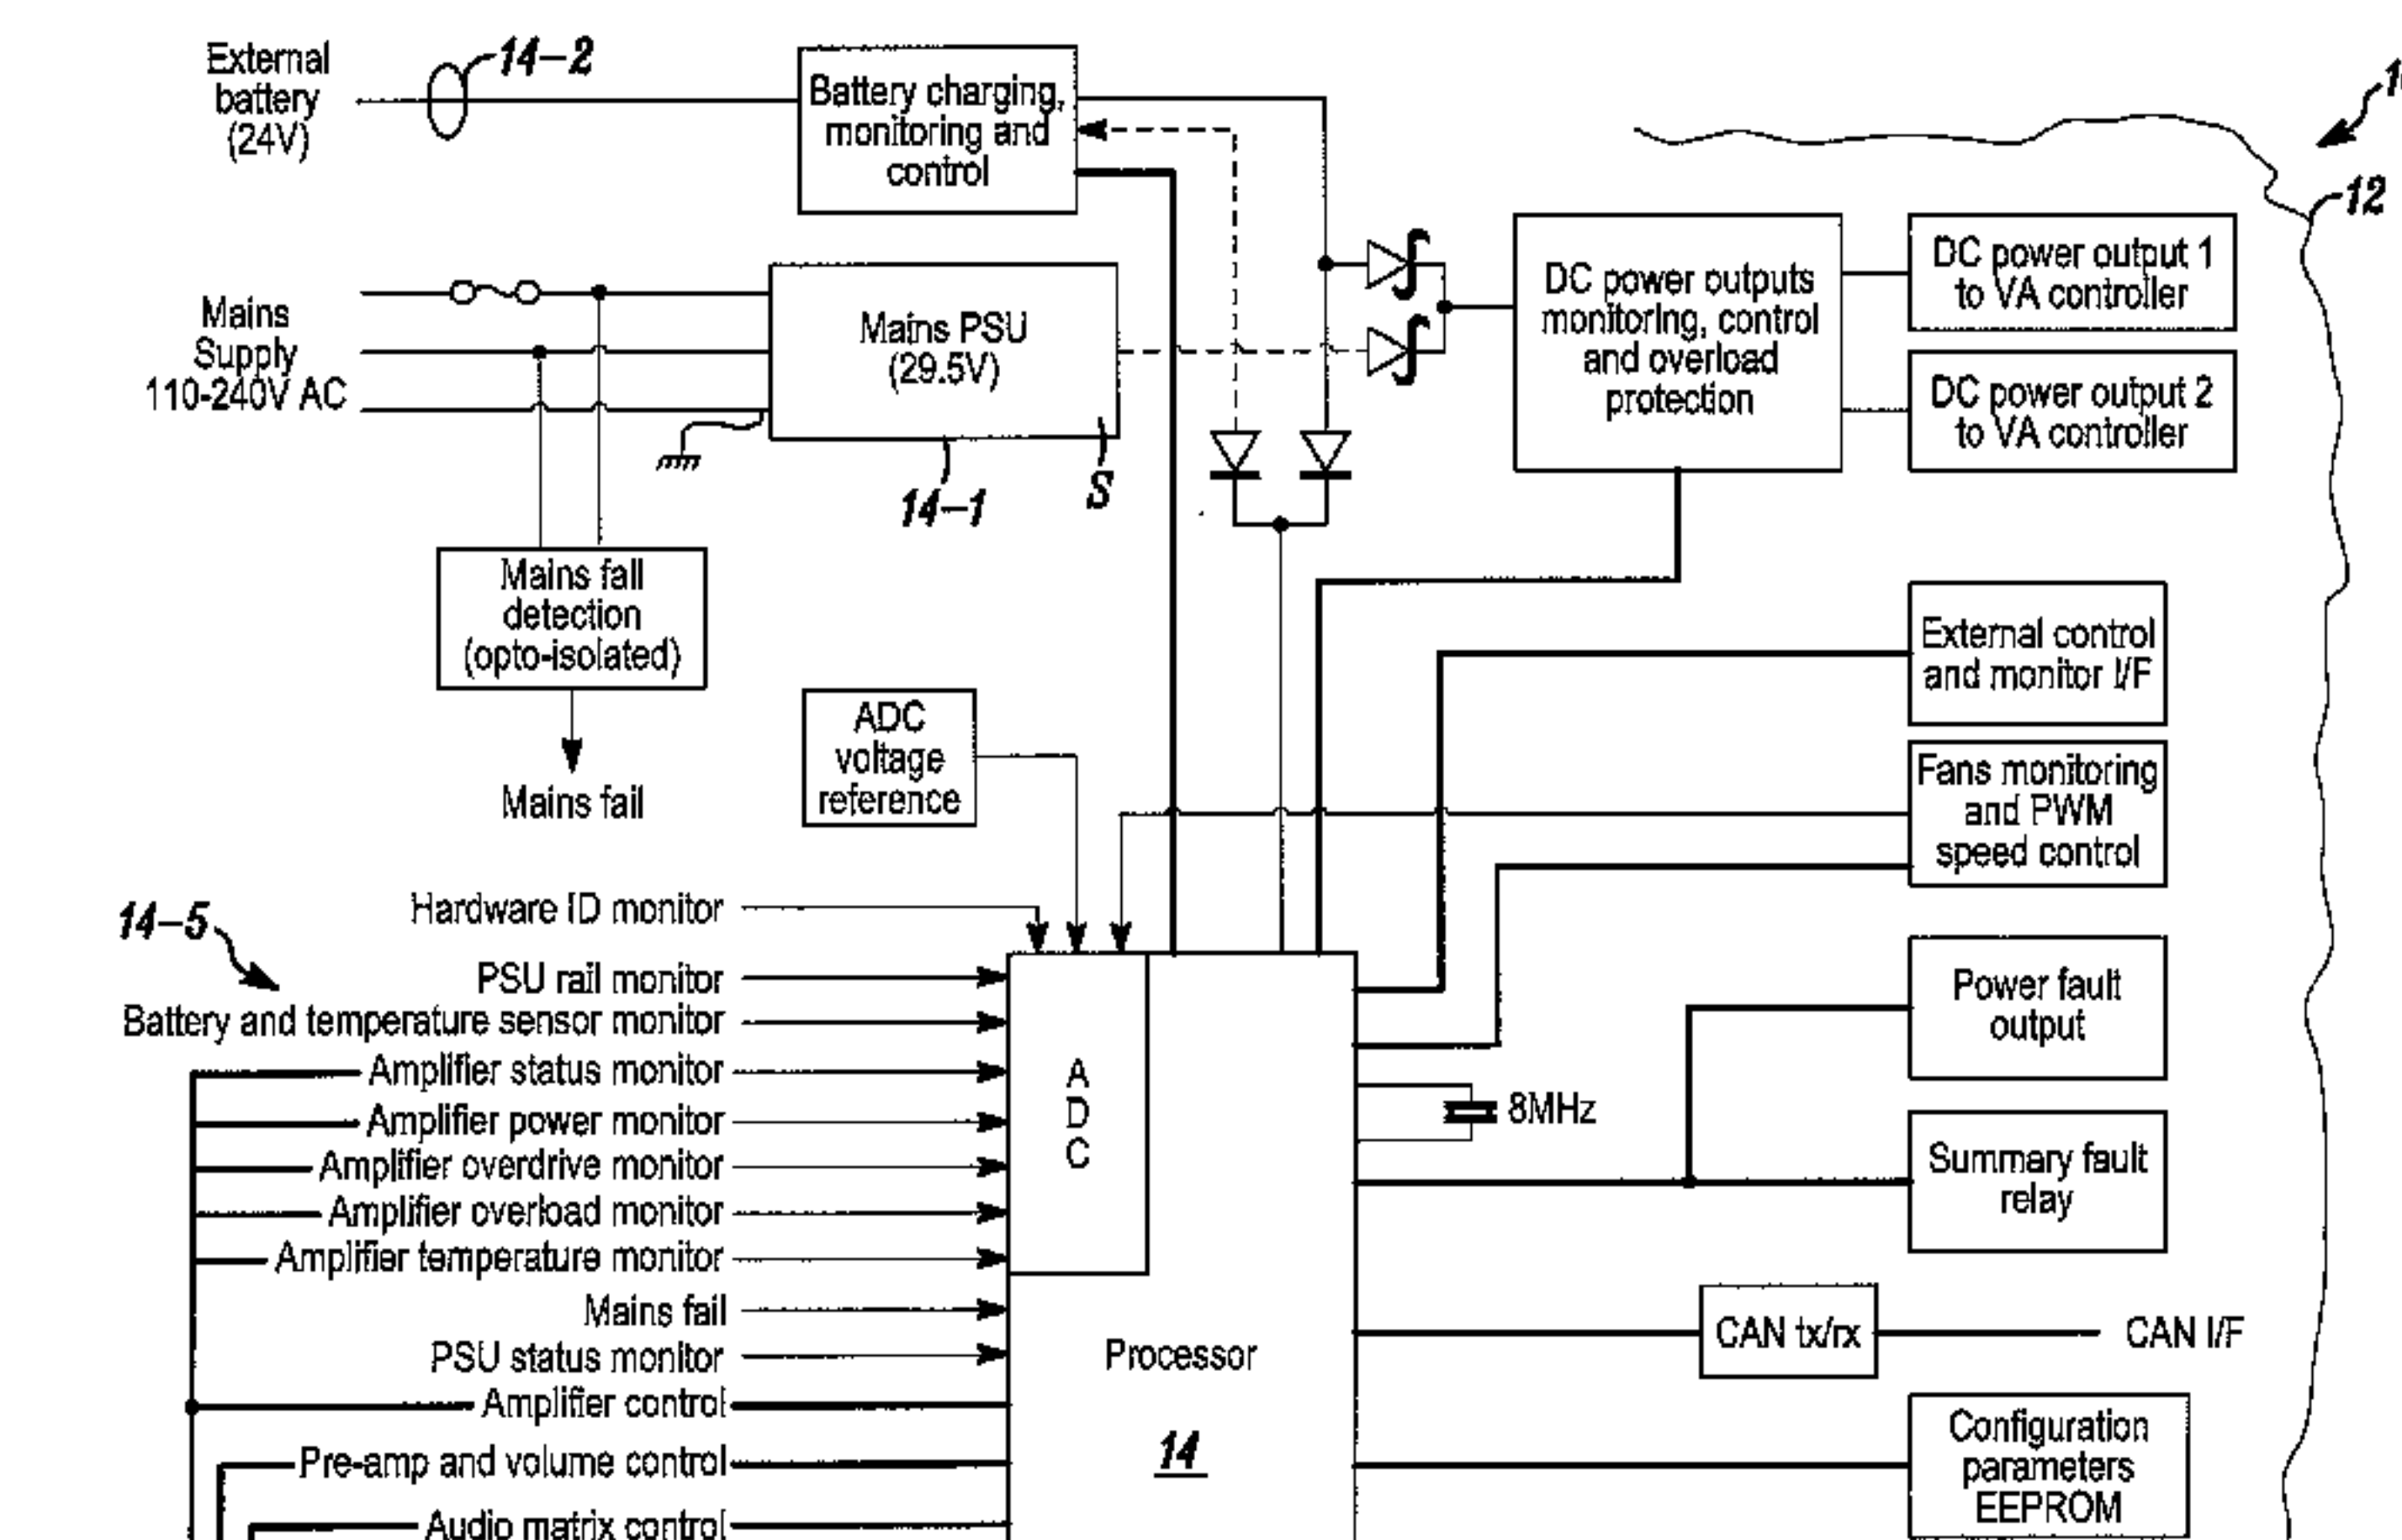 External
battery
(24V)
14-2
Battery charging,
monitoring and
control
12
Mains
Supply
110-240V AC
Mains PSU
(29.5V)
14-1
S
DC power outputs
monitoring, control
and overload
protection
DC power output 1
to VA controller
DC power output 2
to VA controller
Mains fail
detection
(opto-isolated)
Mains fail
ADC
voltage
reference
External control
and monitor I/F
Fans monitoring
and PWM
speed control
Power fault
output
Summary fault
relay
14-5
Hardware ID monitor
PSU rail monitor
Battery and temperature sensor monitor
Amplifier status monitor
Amplifier power monitor
Amplifier overdrive monitor
Amplifier overload monitor
Amplifier temperature monitor
Mains fail
PSU status monitor
Amplifier control
Pre-amp and volume control
Audio matrix control
A
D
C
8MHz
Processor
14
CAN tx/rx
CAN I/F
Configuration
parameters
EEPROM